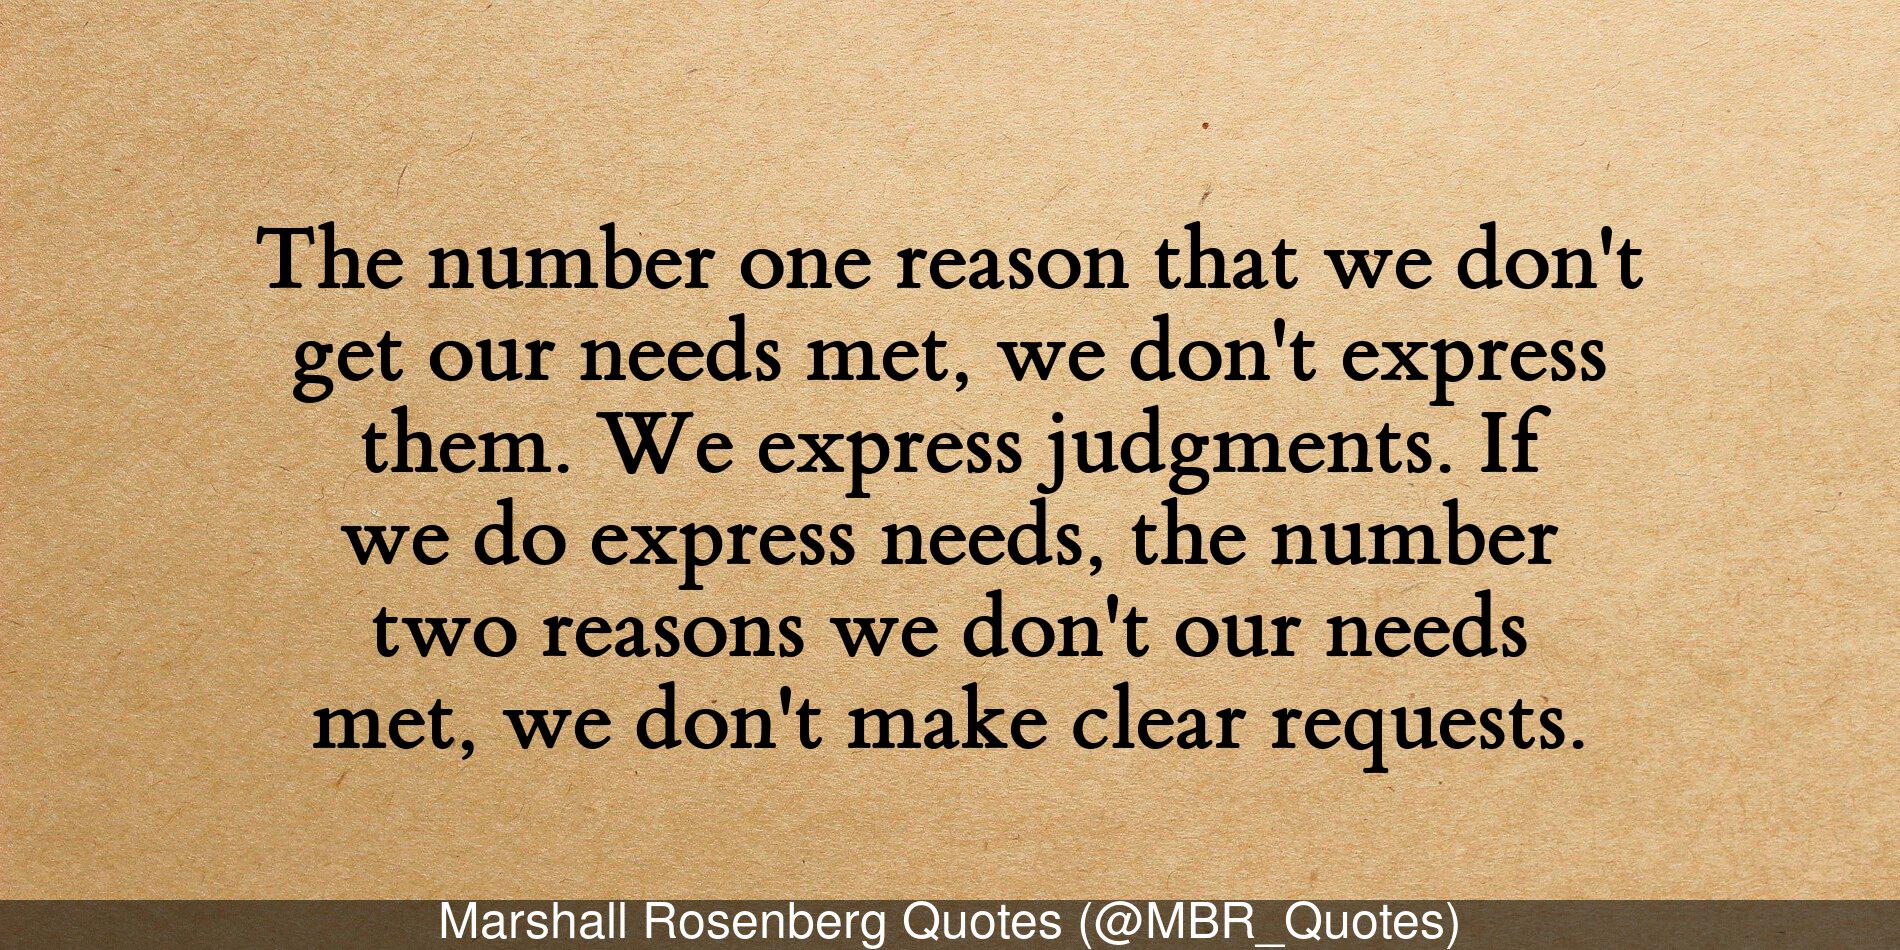 The number one reason that we don't
get our needs met, we don't express
them. We express judgments. If
we do express needs, the number
two reasons we don't our needs
met, we don't make clear requests.
Marshall Rosenberg Quotes (@MBR_Quotes)